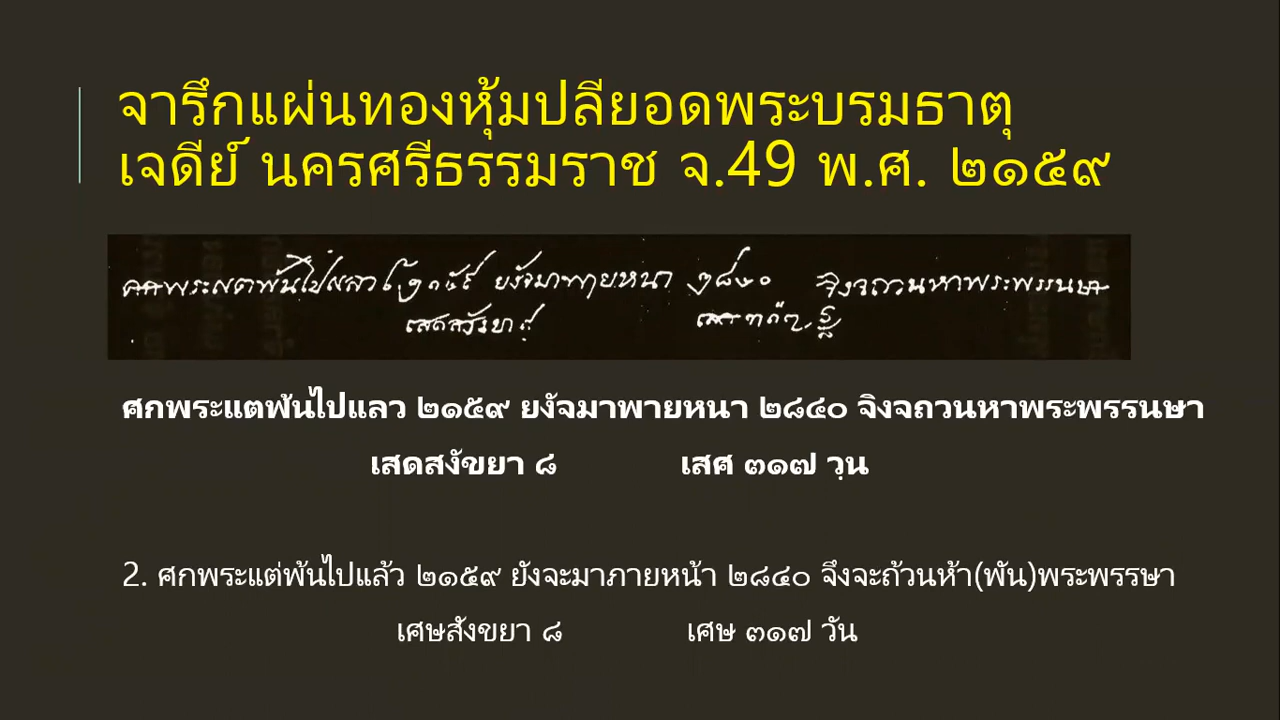 จารึกแผ่นทองหุ้มปลียอดพระบรมธาตุ
เจดีย์ นครศรีธรรมราช จ.49 พ.ศ. ๒๑๕๙
ศกพระแตพ้นไปแลว ๒๑๕๙ ยงัจมาพายหนา ๒๘๔๐ จิงจถวนหาพระพรรนษา
เสดสงัขยา ๘ เสศ ๓๑๗ วฺน
2. ศกพระแต่พ้นไปแล้ว ๒๑๕๙ ยังจะมาภายหน้า ๒๘๔๐ จึงจะถ้วนห้า(พัน)พระพรรษา
เศษสังขยา ๘ เศษ ๓๑๗ วัน